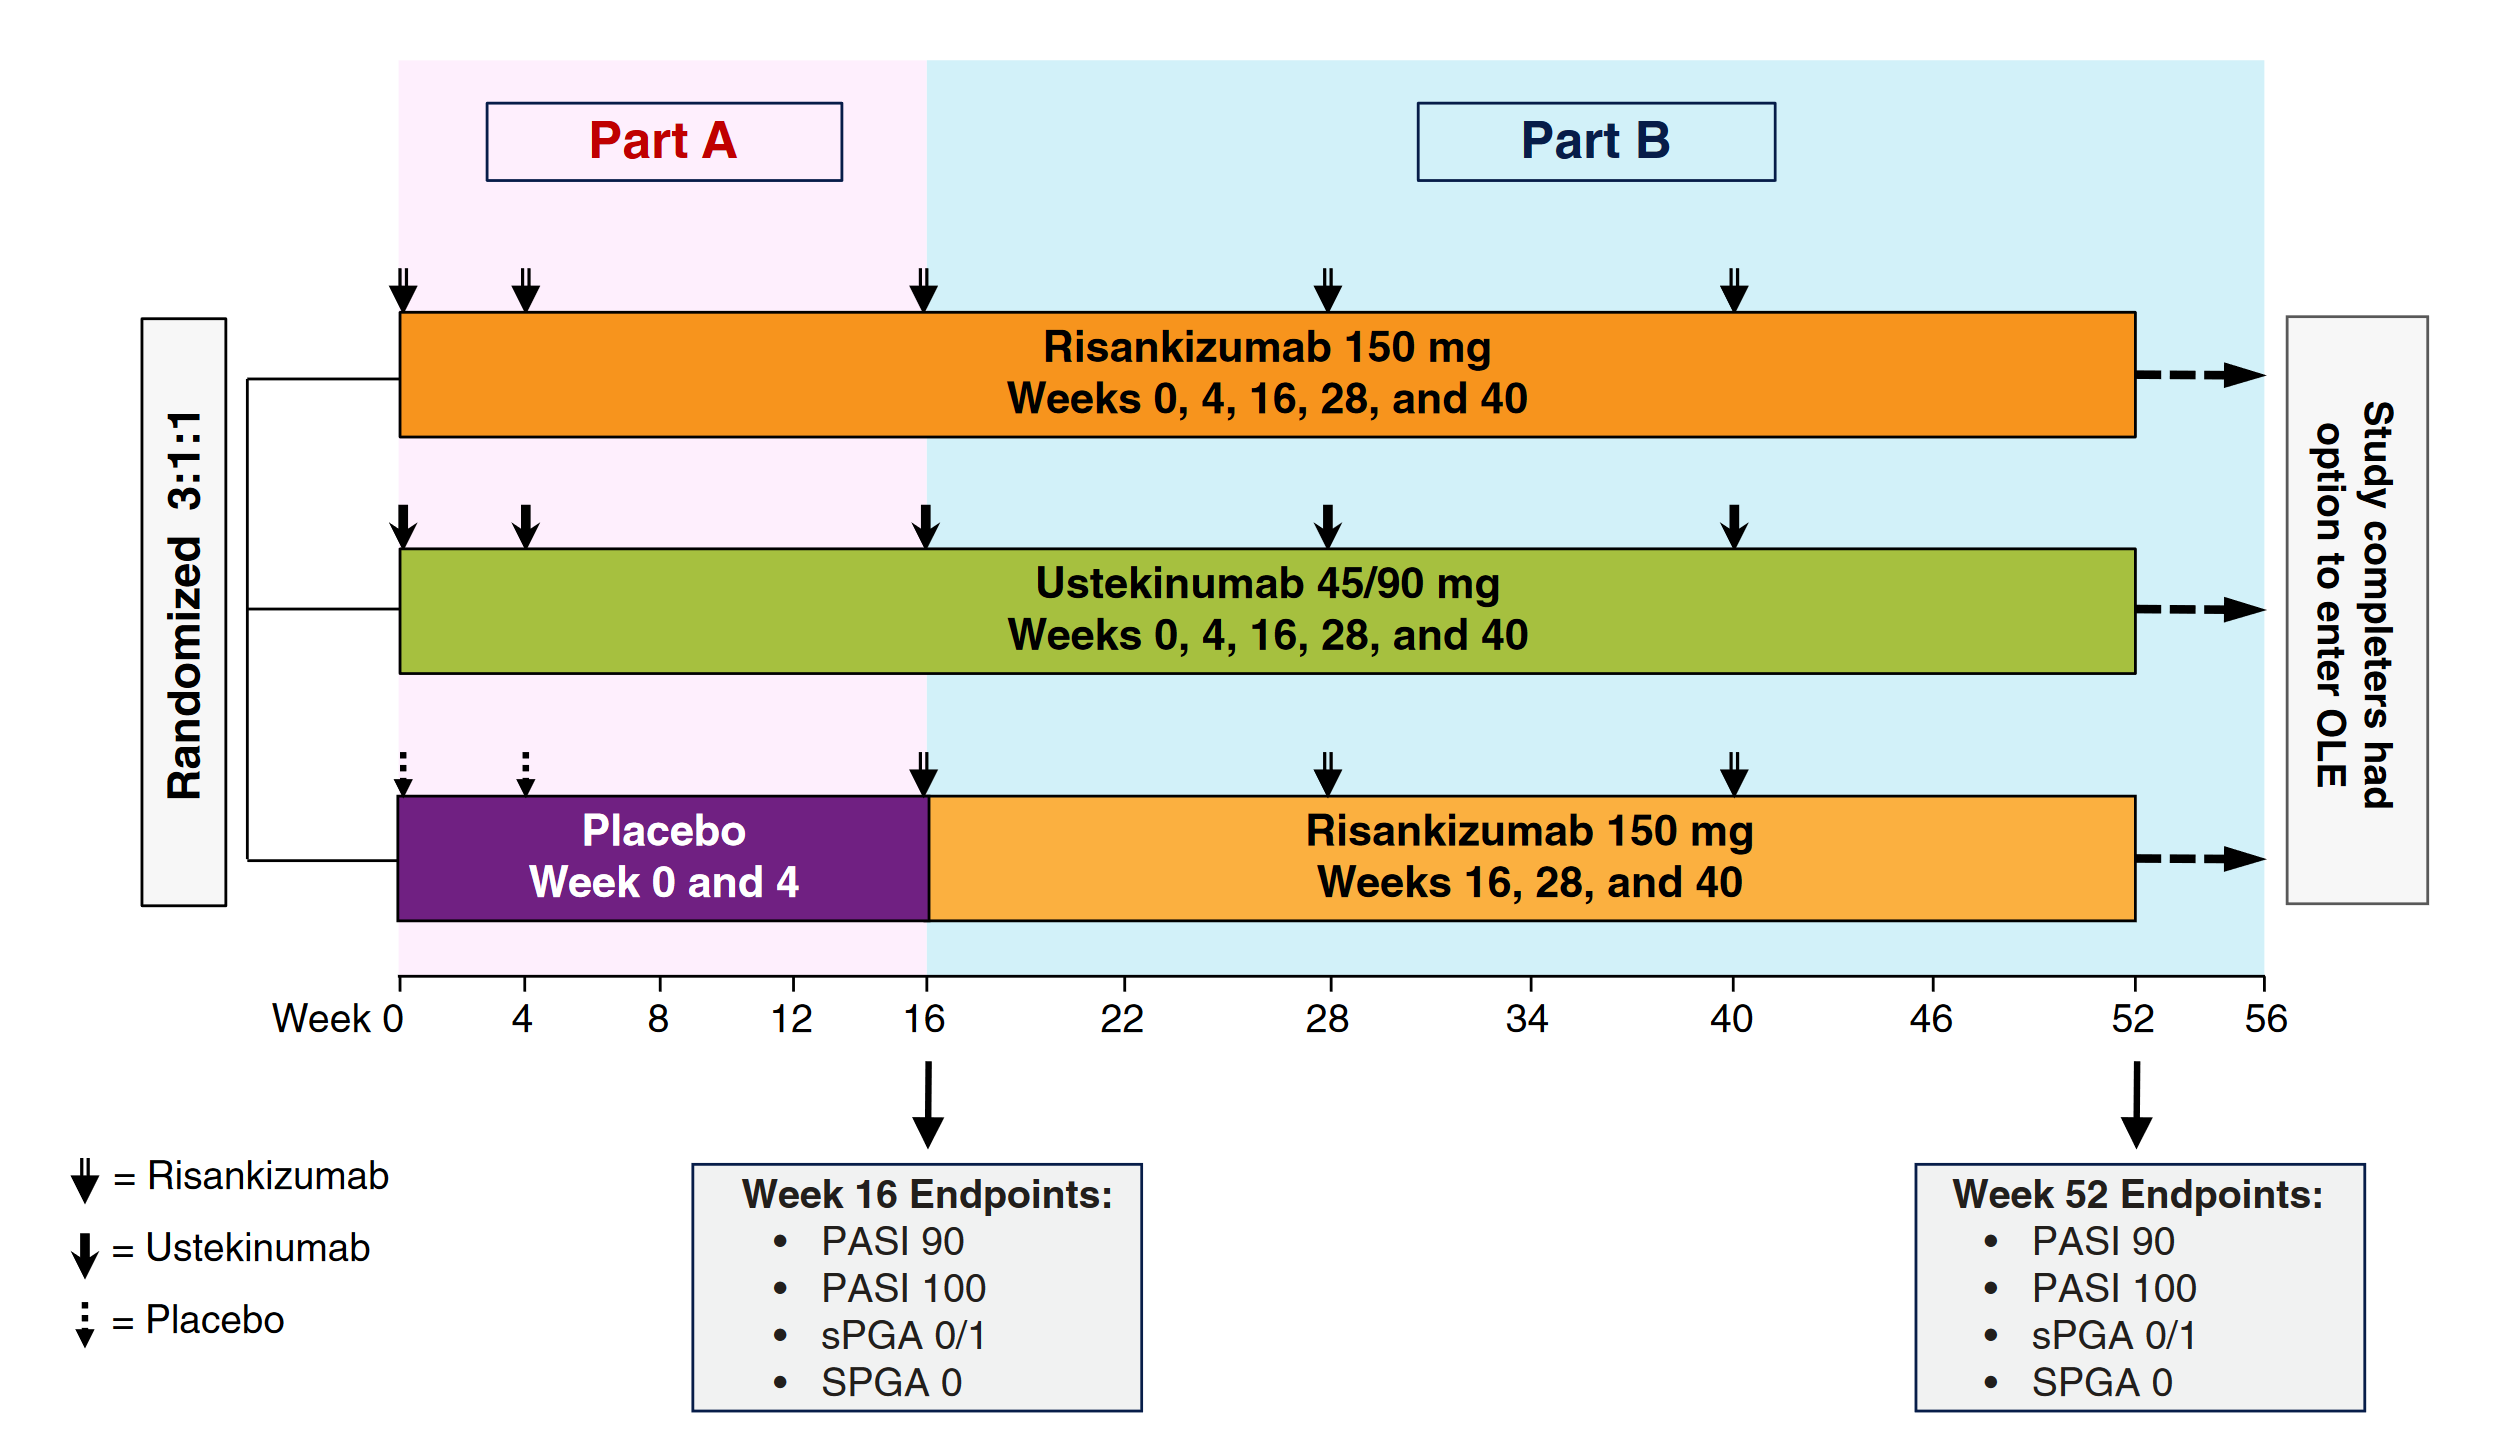 Part A
Part B
Randomized 3:1:1
Risankizumab 150 mg
Weeks 0, 4, 16, 28, and 40
Ustekinumab 45/90 mg
Weeks 0, 4, 16, 28, and 40
Placebo
Week 0 and 4
Risankizumab 150 mg
Weeks 16, 28, and 40
Study completers had
option to enter OLE
Week 0 4 8 12 16 22 28 34 40 46 52 56
= Risankizumab
= Ustekinumab
= Placebo
Week 16 Endpoints:
• PASI 90
• PASI 100
• sPGA 0/1
• SPGA 0
Week 52 Endpoints:
• PASI 90
• PASI 100
• sPGA 0/1
• SPGA 0